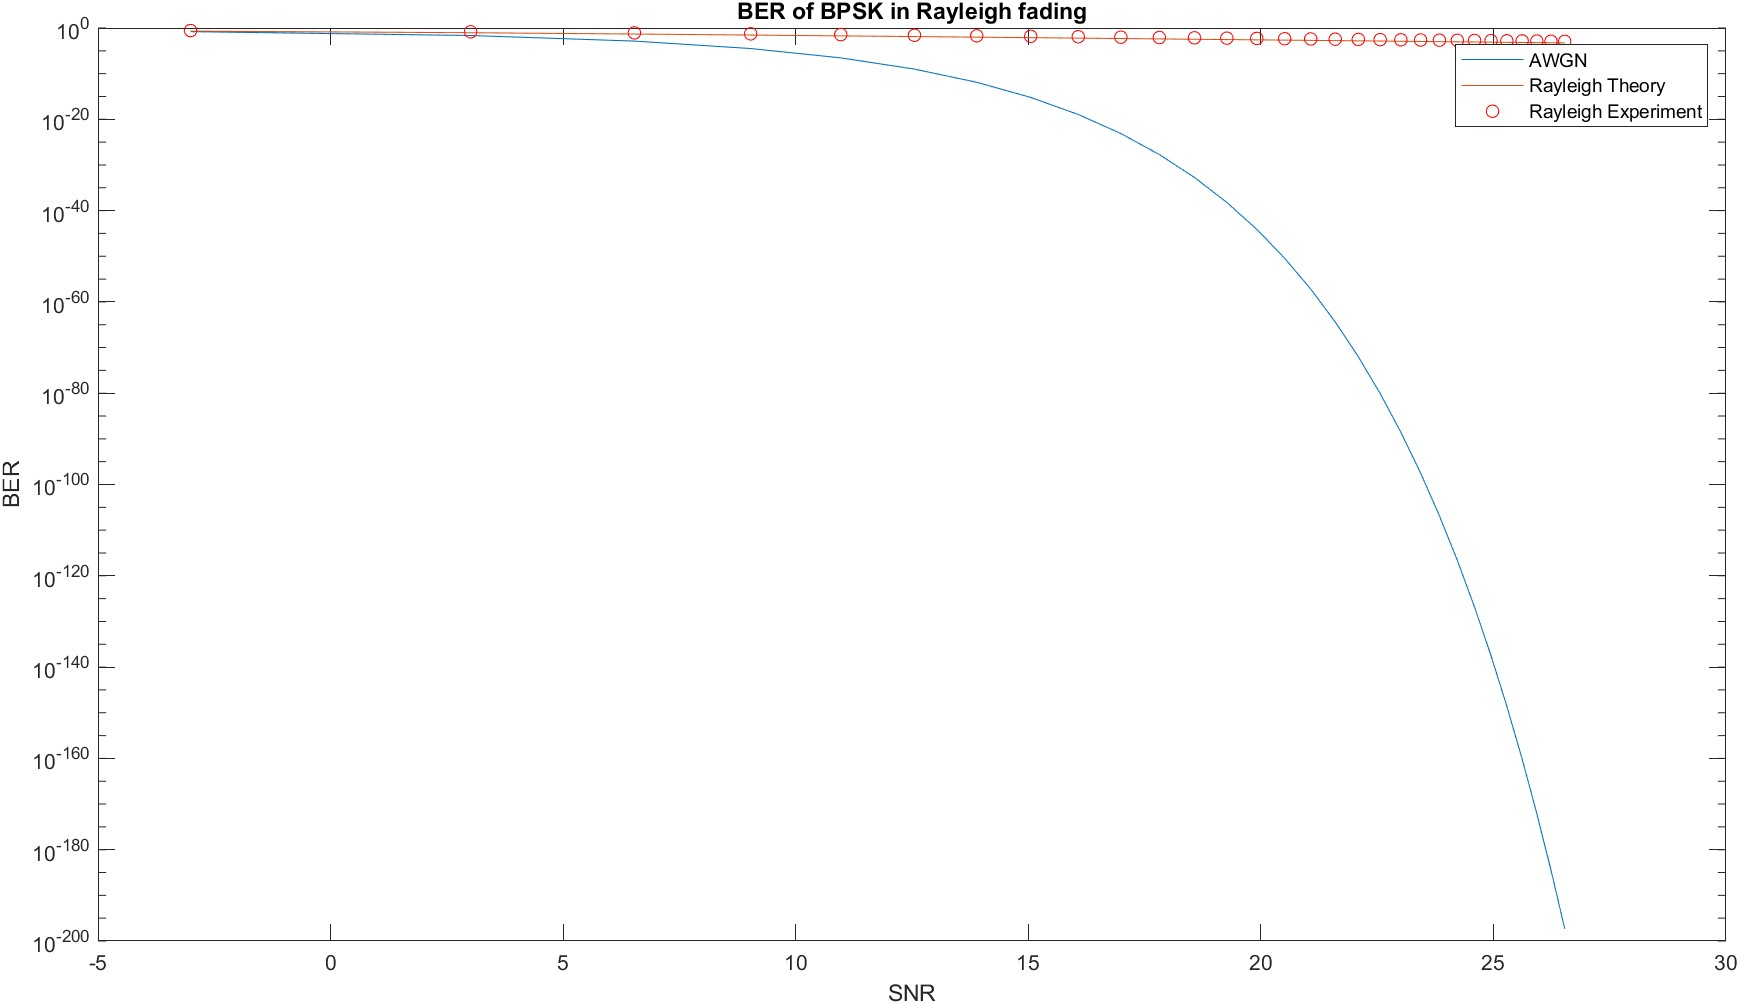 BER of BPSK in Rayleigh fading
10^0
10^-20
10^-40
10^-60
10^-80
10^-100
10^-120
10^-140
10^-160
10^-180
10^-200
BER
AWGN
Rayleigh Theory
Rayleigh Experiment
-5 0 5 10 15 20 25 30
SNR